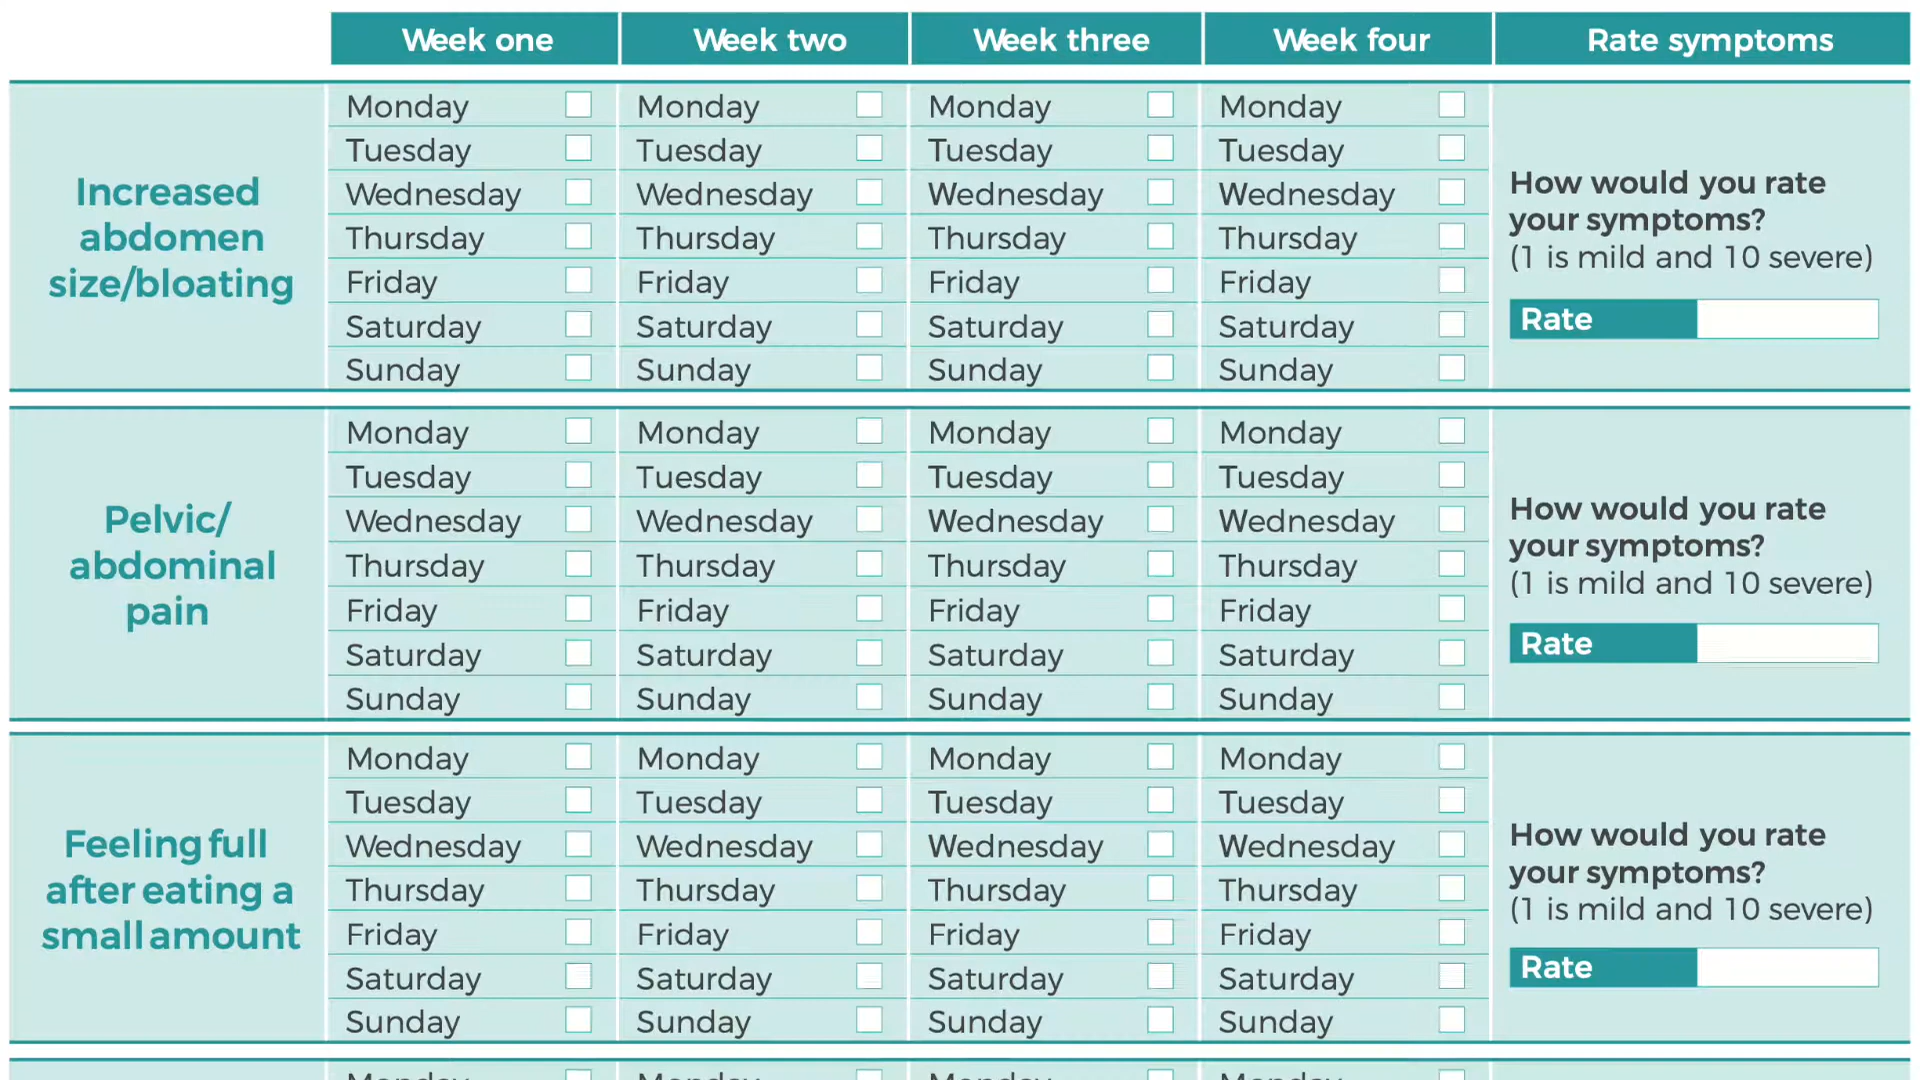 Week one Week two Week three Week four Rate symptoms
Increased
abdomen
size/bloating
Monday Monday Monday Monday
Tuesday Tuesday Tuesday Tuesday
Wednesday Wednesday Wednesday Wednesday
Thursday Thursday Thursday Thursday
Friday Friday Friday Friday
Saturday Saturday Saturday Saturday
Sunday Sunday Sunday Sunday
How would you rate
your symptoms?
(1 is mild and 10 severe)
Rate
Pelvic/
abdominal
pain
Monday Monday Monday Monday
Tuesday Tuesday Tuesday Tuesday
Wednesday Wednesday Wednesday Wednesday
Thursday Thursday Thursday Thursday
Friday Friday Friday Friday
Saturday Saturday Saturday Saturday
Sunday Sunday Sunday Sunday
How would you rate
your symptoms?
(1 is mild and 10 severe)
Rate
Feeling full
after eating a
small amount
Monday Monday Monday Monday
Tuesday Tuesday Tuesday Tuesday
Wednesday Wednesday Wednesday Wednesday
Thursday Thursday Thursday Thursday
Friday Friday Friday Friday
Saturday Saturday Saturday Saturday
Sunday Sunday Sunday Sunday
How would you rate
your symptoms?
(1 is mild and 10 severe)
Rate
Monday Monday Monday Monday